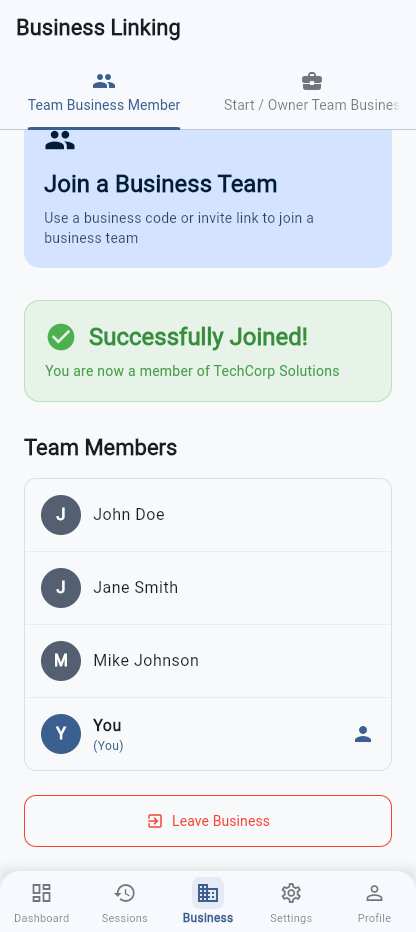 Business Linking
Team Business Member
Start / Owner Team Busines
Join a Business Team
Use a business code or invite link to join a
business team
Successfully Joined!
You are now a member of TechCorp Solutions
Team Members
J
John Doe
J
Jane Smith
M
Mike Johnson
Y
You
(You)
Leave Business
Dashboard
Sessions
Business
Settings
Profile